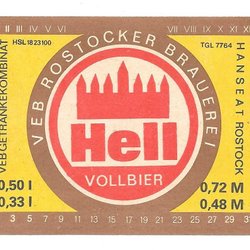 II III IV V VI VII VIII IX X XI XII
HSL 1823100
TGL 7764
VEB GETRÄNKEKOMBINAT
HANSEAT ROSTOCK
VEB ROSTOCKER BRAUEREI
Hell
VOLLBIER
0,50 l
0,33 l
0,72 M
0,48 M
3 5 7 9 11 13 15 17 19 21 23 25 27 29 31